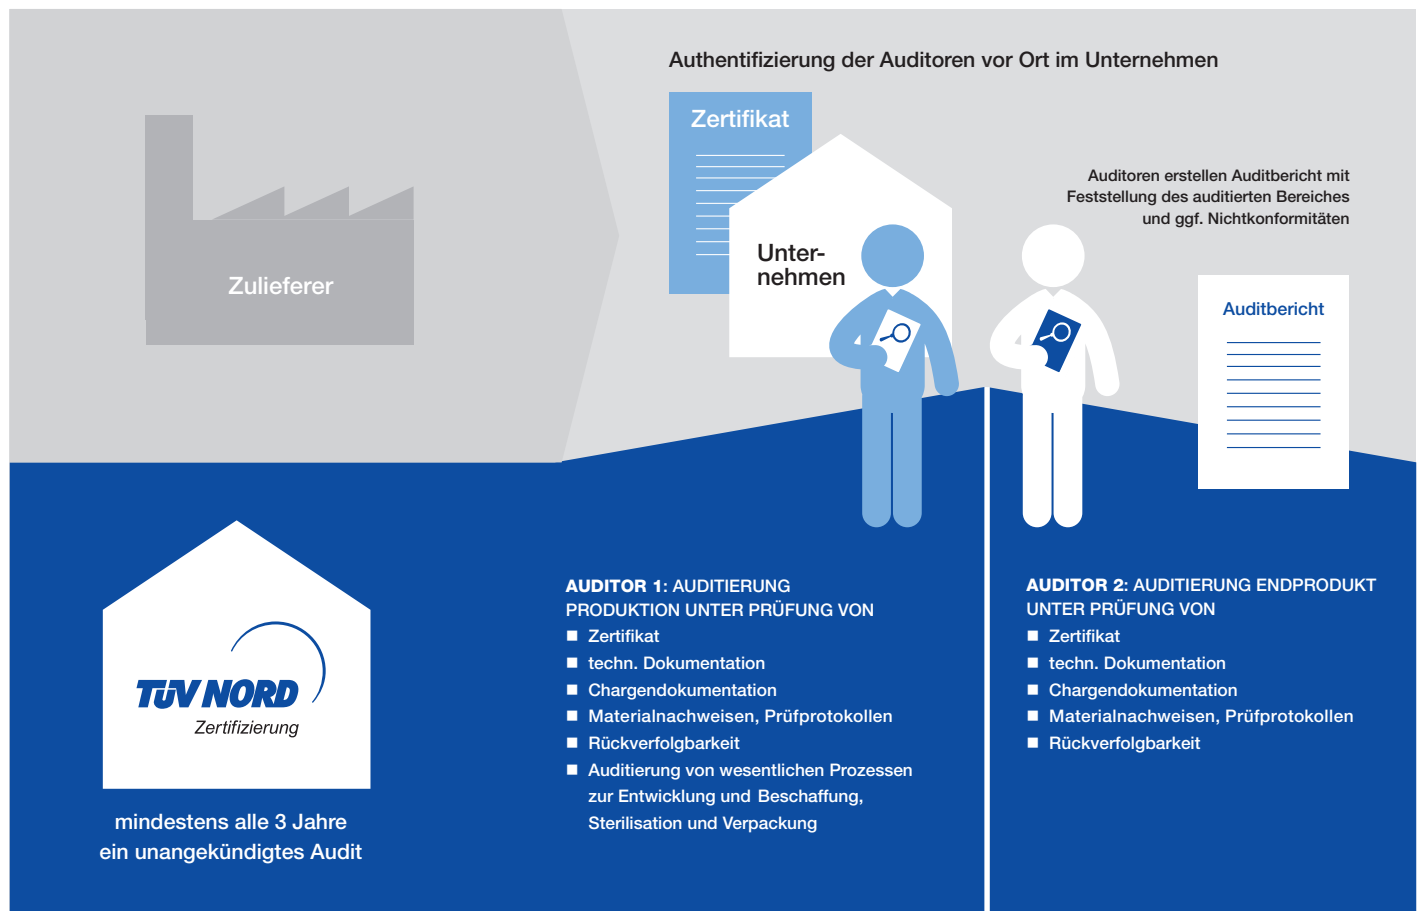 Authentifizierung der Auditoren vor Ort im Unternehmen
Zertifikat
Auditoren erstellen Auditbericht mit
Feststellung des auditierten Bereiches
und ggf. Nichtkonformitäten
Unter-
nehmen
Zulieferer
Auditbericht
TÜV NORD
Zertifizierung
mindestens alle 3 Jahre
ein unangekündigtes Audit
AUDITOR 1: AUDITIERUNG
PRODUKTION UNTER PRÜFUNG VON
■ Zertifikat
■ techn. Dokumentation
■ Chargendokumentation
■ Materialnachweisen, Prüfprotokollen
■ Rückverfolgbarkeit
■ Auditierung von wesentlichen Prozessen
zur Entwicklung und Beschaffung,
Sterilisation und Verpackung
AUDITOR 2: AUDITIERUNG ENDPRODUKT
UNTER PRÜFUNG VON
■ Zertifikat
■ techn. Dokumentation
■ Chargendokumentation
■ Materialnachweisen, Prüfprotokollen
■ Rückverfolgbarkeit